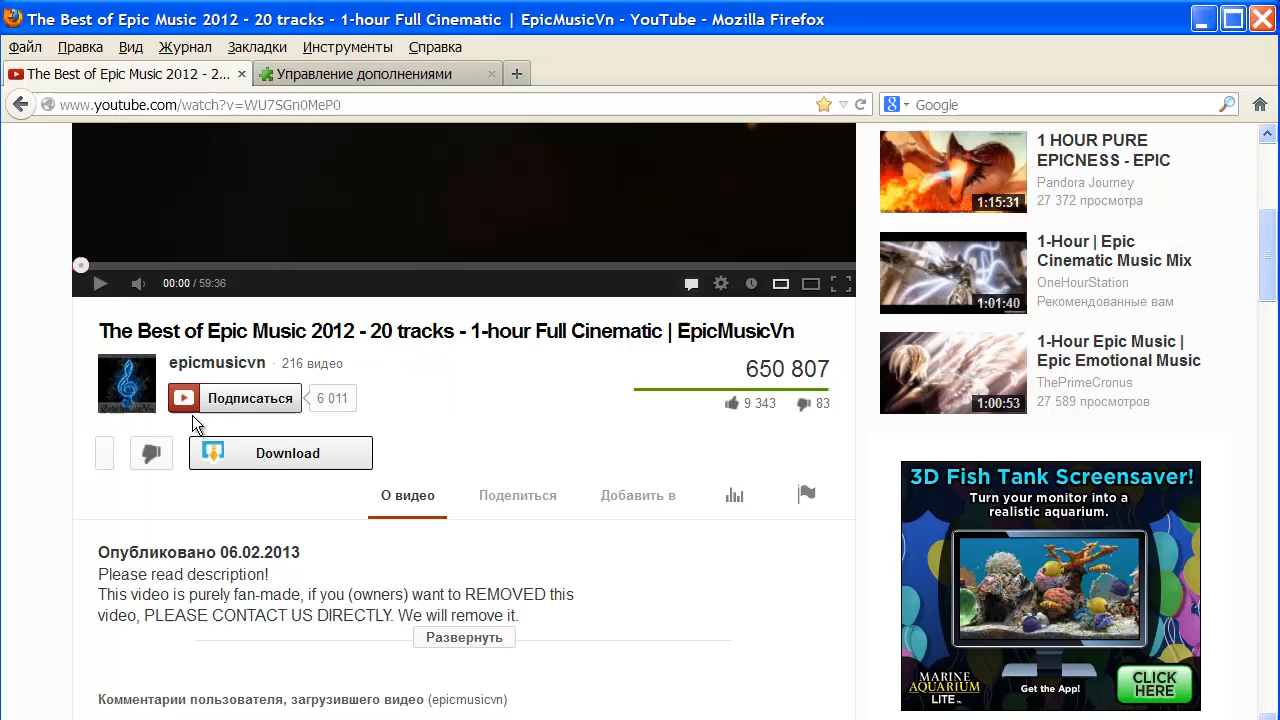 The Best of Epic Music 2012 - 20 tracks - 1-hour Full Cinematic | EpicMusicVn - YouTube - Mozilla Firefox
Файл Правка Вид Журнал Закладки Инструменты Справка
The Best of Epic Music 2012 - 2... × Управление дополнениями × +
www.youtube.com/watch?v=WU7SGn0MeP0
Google
00:00 / 59:36
The Best of Epic Music 2012 - 20 tracks - 1-hour Full Cinematic | EpicMusicVn
epicmusicvn · 216 видео
650 807
Подписаться 6 011
9 343 83
Download
О видео Поделиться Добавить в
Опубликовано 06.02.2013
Please read description!
This video is purely fan-made, if you (owners) want to REMOVED this
video, PLEASE CONTACT US DIRECTLY. We will remove it.
Развернуть
Комментарии пользователя, загрузившего видео (epicmusicvn)
1:15:31
1 HOUR PURE
EPICNESS - EPIC
Pandora Journey
27 372 просмотра
1:01:40
1-Hour | Epic
Cinematic Music Mix
OneHourStation
Рекомендованные вам
1:00:53
1-Hour Epic Music |
Epic Emotional Music
ThePrimeCronus
27 589 просмотров
3D Fish Tank Screensaver!
Turn your monitor into a
realistic aquarium.
MARINE
AQUARIUM
LITE™
Get the App!
CLICK
HERE